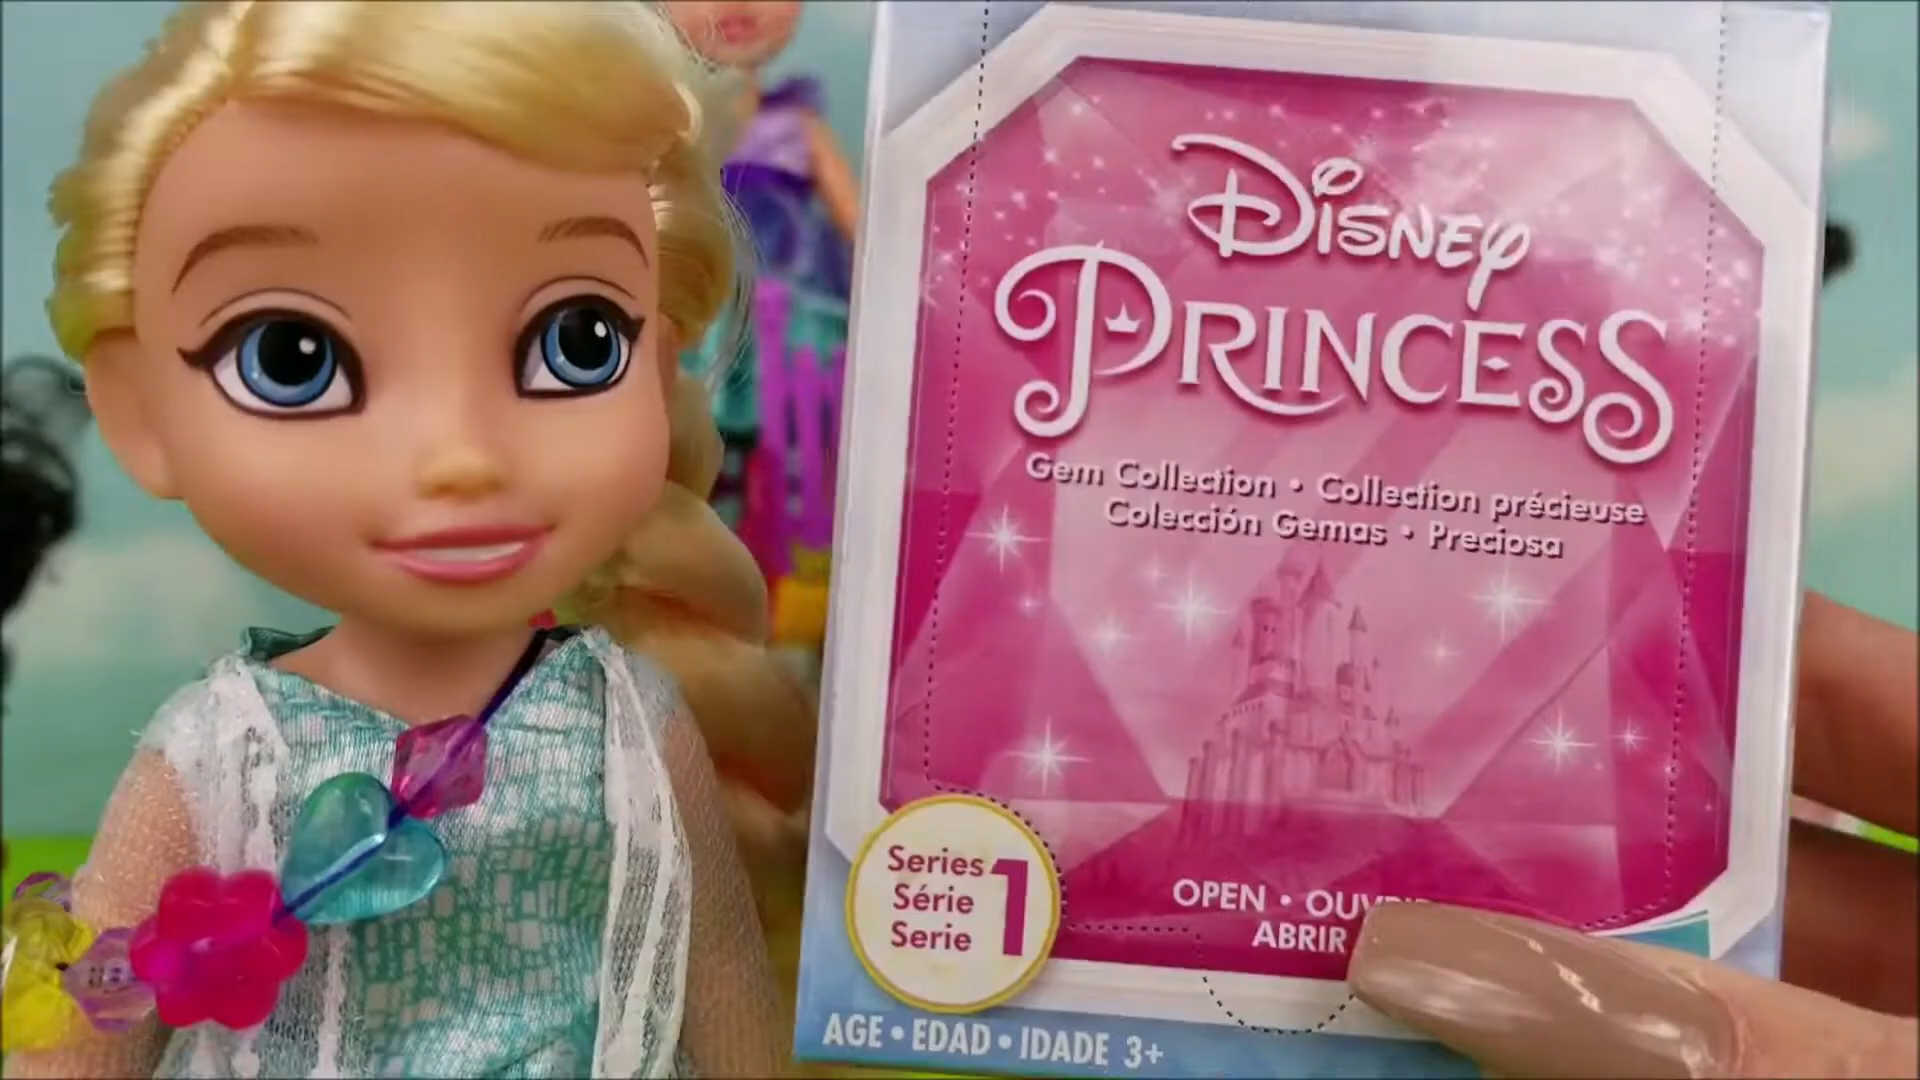 Disney
PRINCESS
Gem Collection • Collection précieuse
Colección Gemas • Preciosa
Series 1
Série
Serie
OPEN •
ABRIR
AGE • EDAD • IDADE 3+